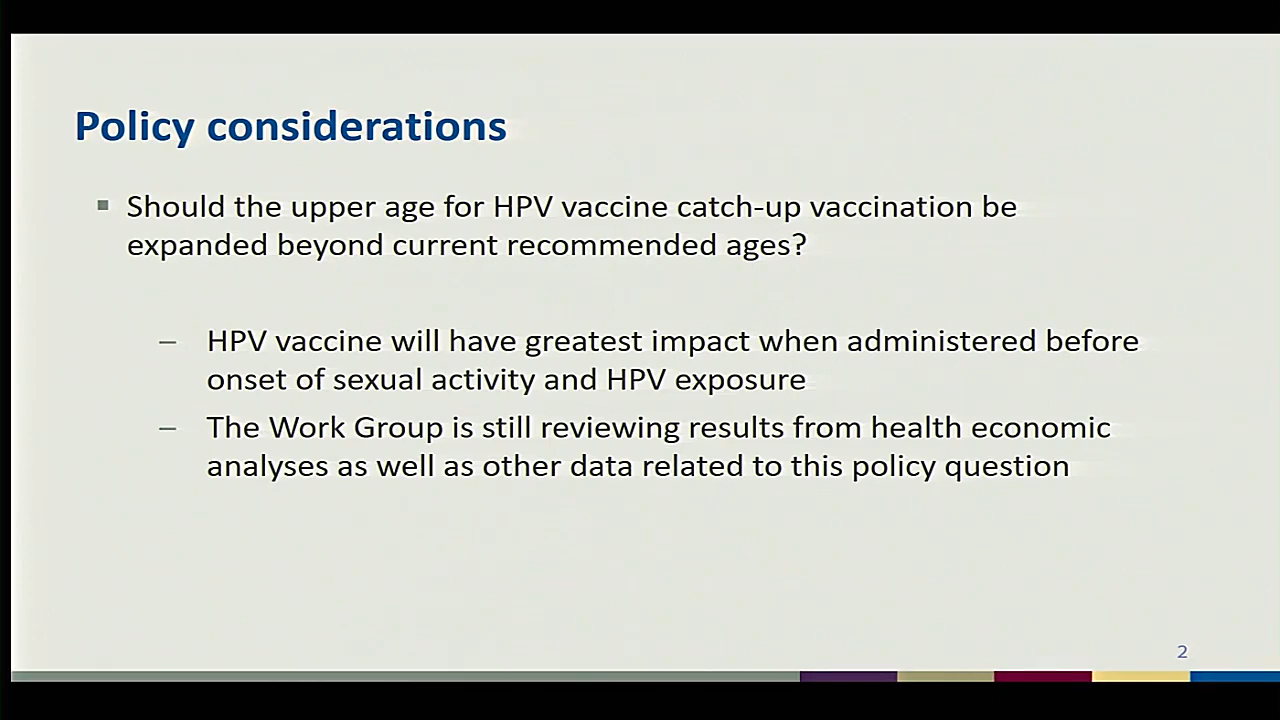 Policy considerations
▪ Should the upper age for HPV vaccine catch-up vaccination be
expanded beyond current recommended ages?
– HPV vaccine will have greatest impact when administered before
onset of sexual activity and HPV exposure
– The Work Group is still reviewing results from health economic
analyses as well as other data related to this policy question
2